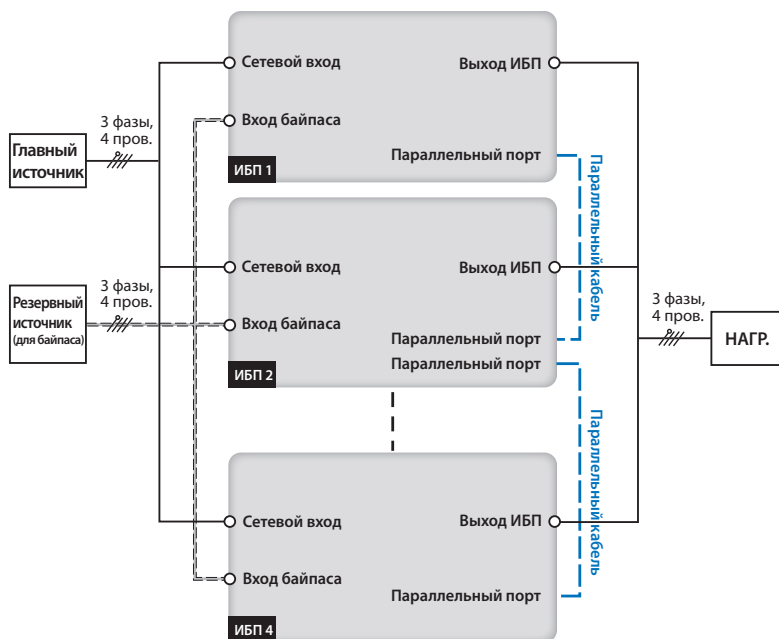 Сетевой вход
Выход ИБП
Вход байпаса
Параллельный порт
ИБП 1
3 фазы,
4 пров.
Главный
источник
Параллельный кабель
Сетевой вход
Выход ИБП
Вход байпаса
Параллельный порт
Параллельный порт
ИБП 2
3 фазы,
4 пров.
Резервный
источник
(для байпаса)
3 фазы,
4 пров.
НАГР.
Параллельный кабель
Сетевой вход
Выход ИБП
Вход байпаса
Параллельный порт
ИБП 4